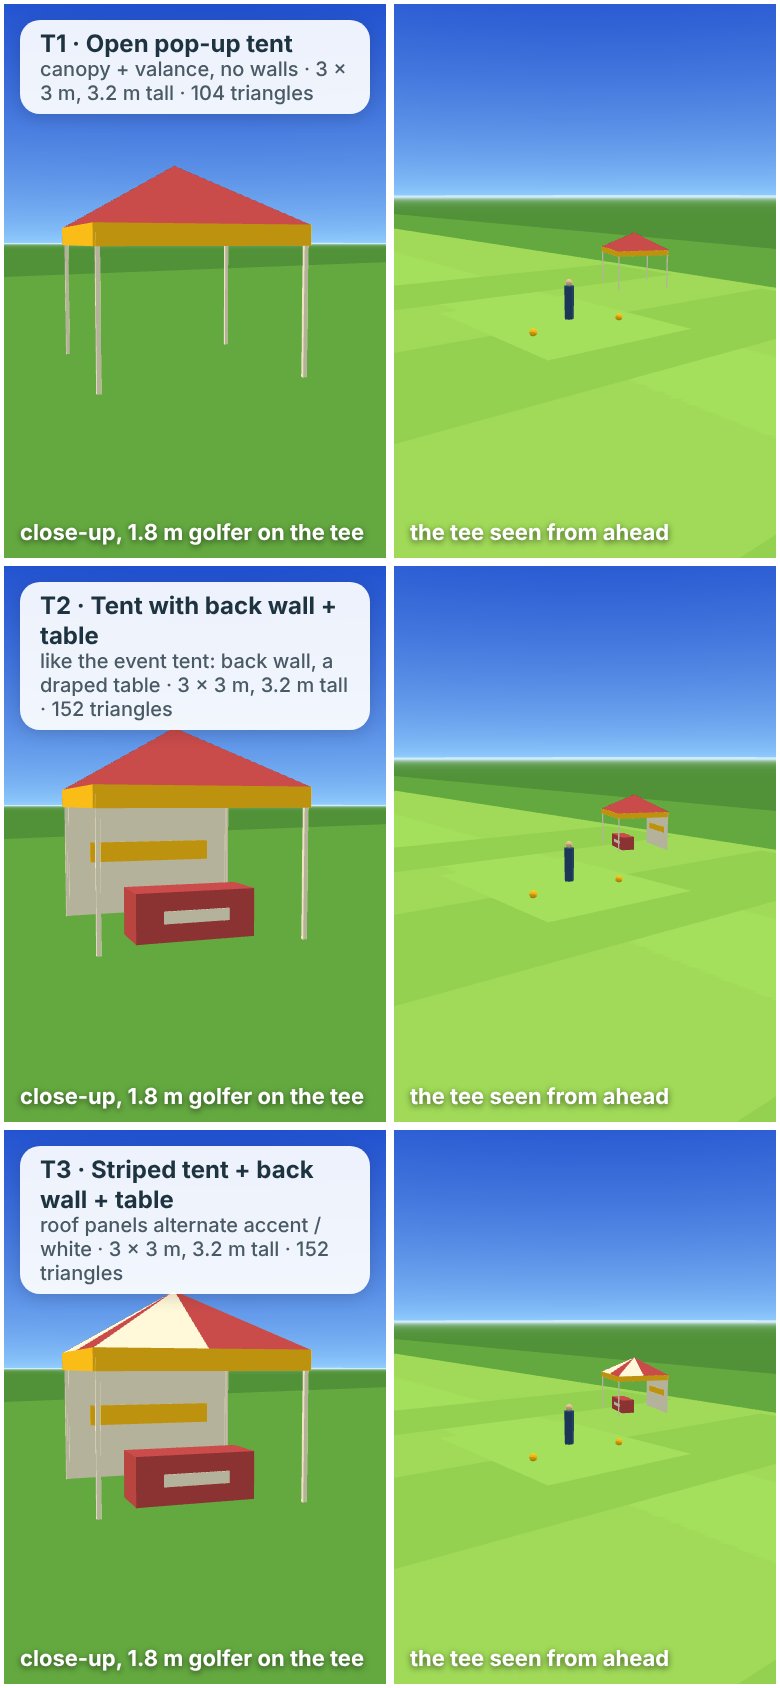 T1 · Open pop-up tent
canopy + valance, no walls · 3 ×
3 m, 3.2 m tall · 104 triangles
close-up, 1.8 m golfer on the tee
the tee seen from ahead
T2 · Tent with back wall +
table
like the event tent: back wall, a
draped table · 3 × 3 m, 3.2 m tall
· 152 triangles
close-up, 1.8 m golfer on the tee
the tee seen from ahead
T3 · Striped tent + back
wall + table
roof panels alternate accent /
white · 3 × 3 m, 3.2 m tall · 152
triangles
close-up, 1.8 m golfer on the tee
the tee seen from ahead